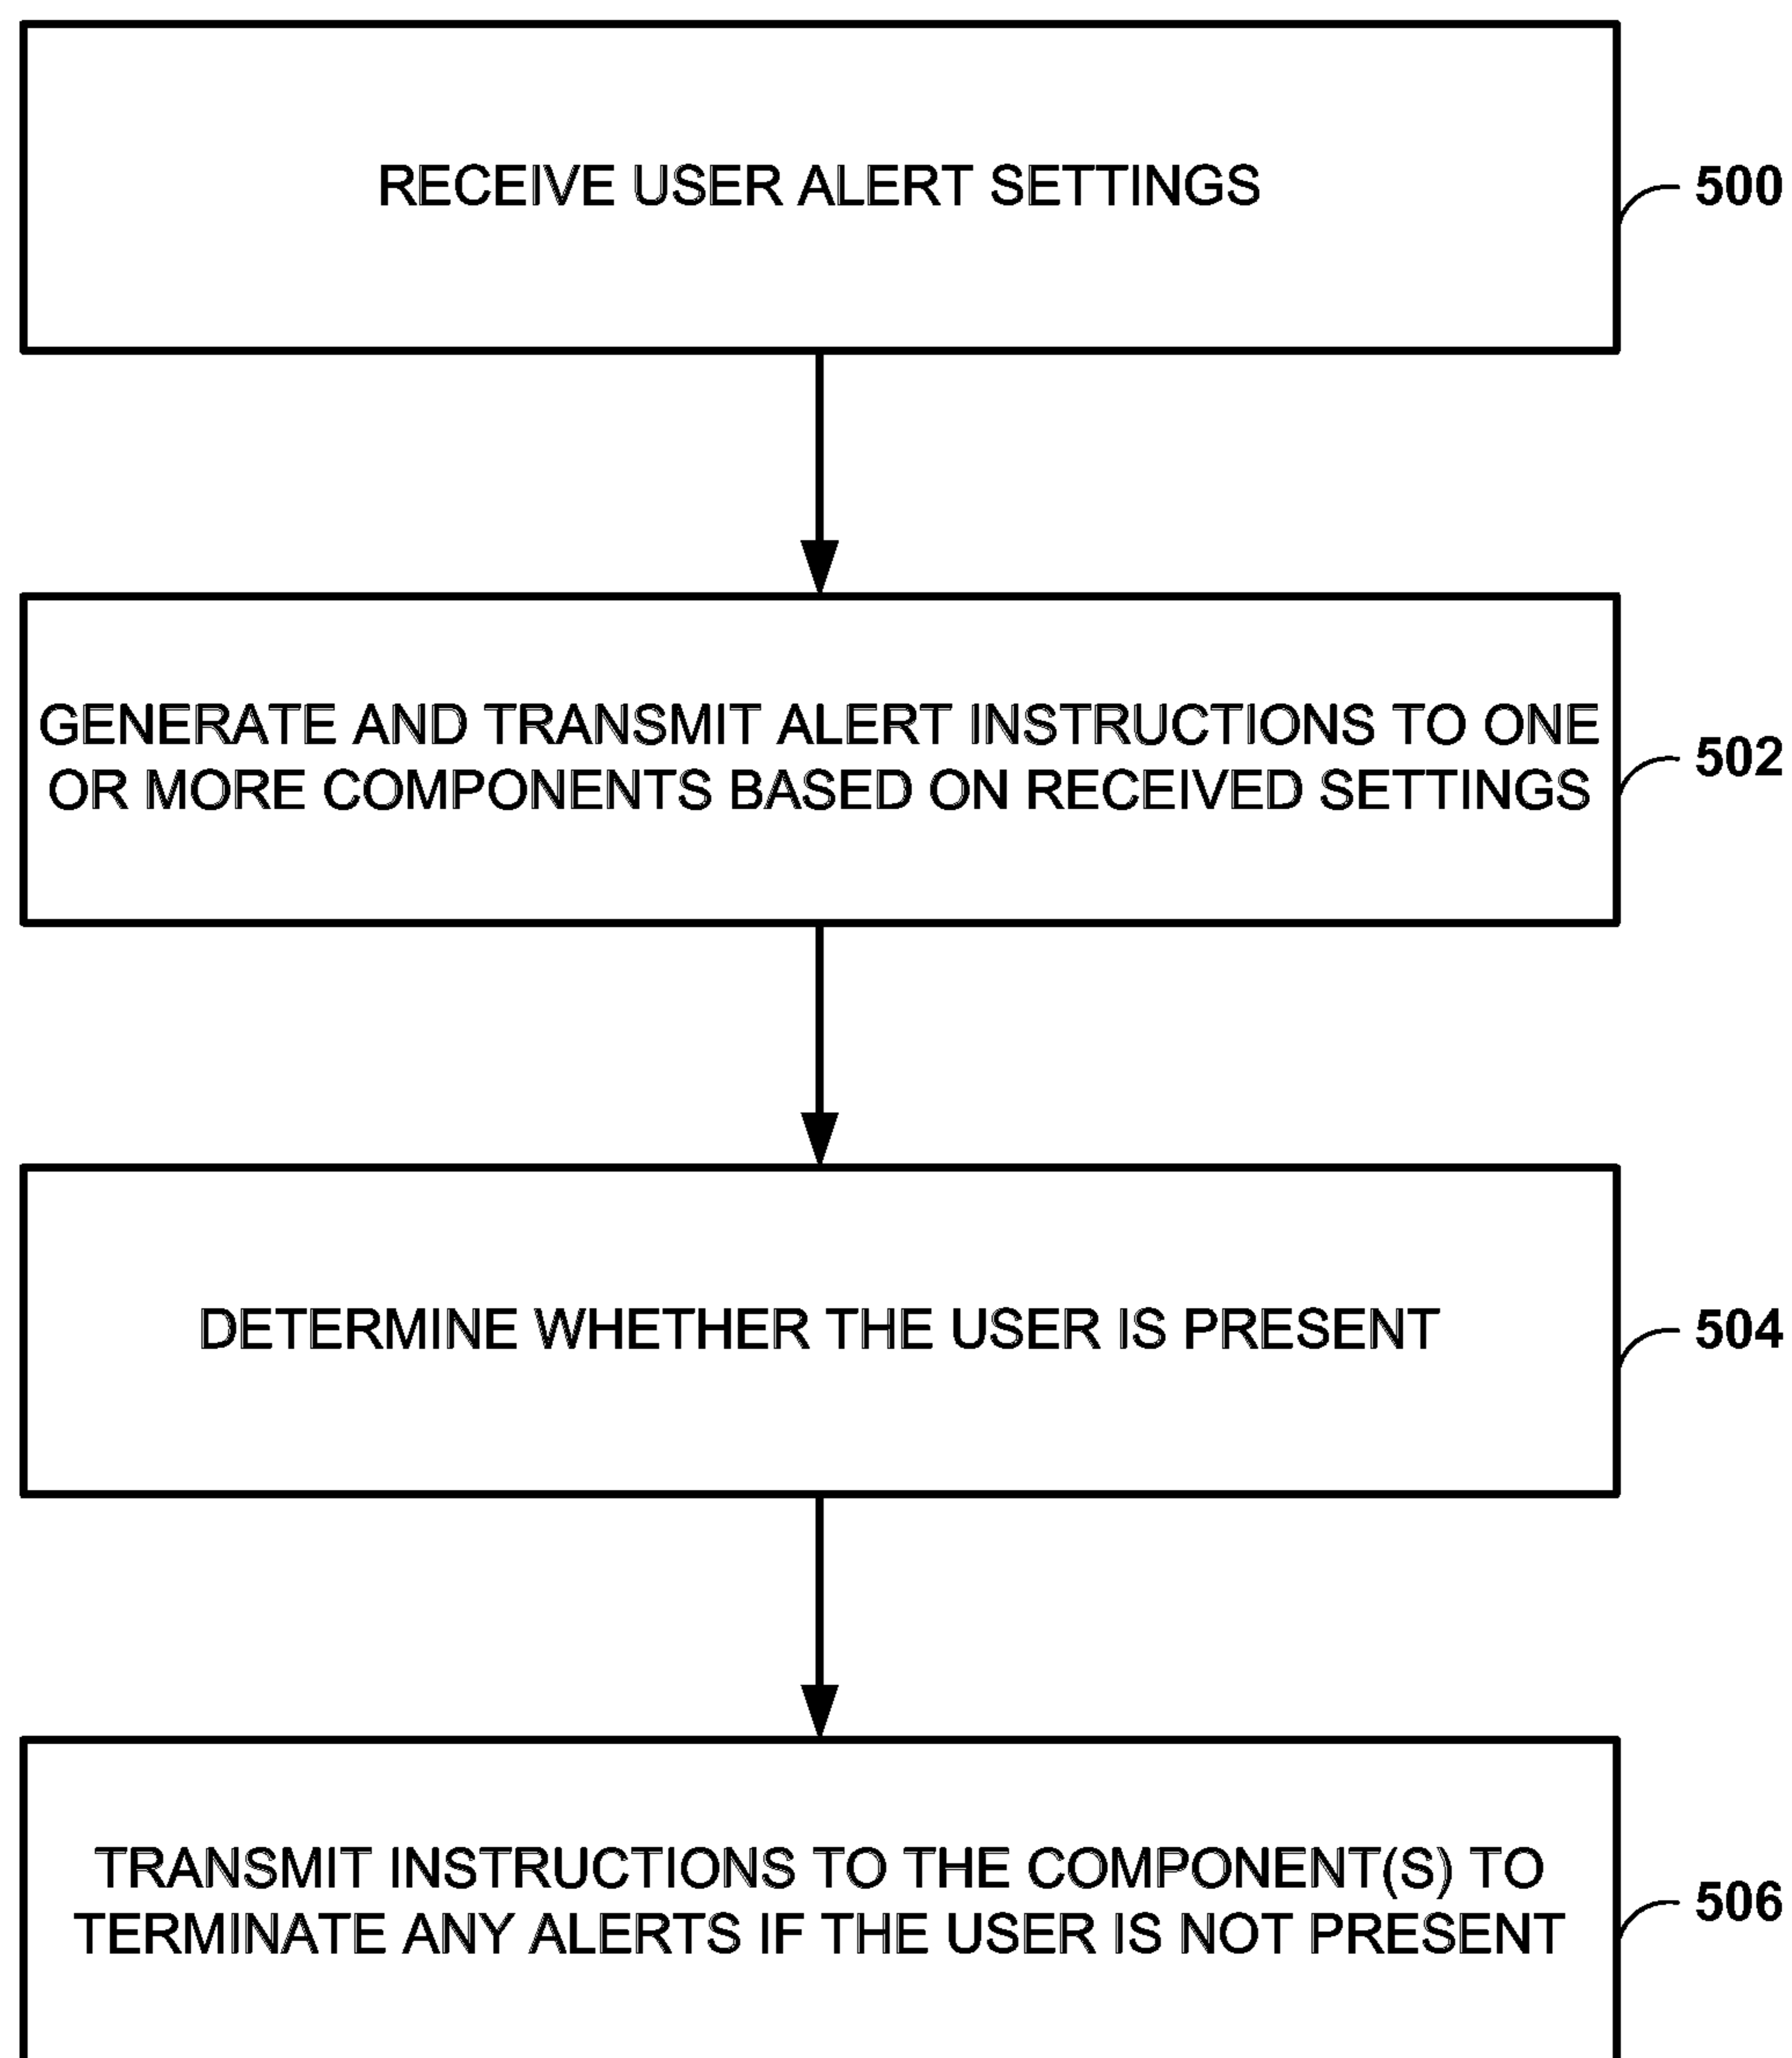 RECEIVE USER ALERT SETTINGS
500
GENERATE AND TRANSMIT ALERT INSTRUCTIONS TO ONE
OR MORE COMPONENTS BASED ON RECEIVED SETTINGS
502
DETERMINE WHETHER THE USER IS PRESENT
504
TRANSMIT INSTRUCTIONS TO THE COMPONENT(S) TO
TERMINATE ANY ALERTS IF THE USER IS NOT PRESENT
506